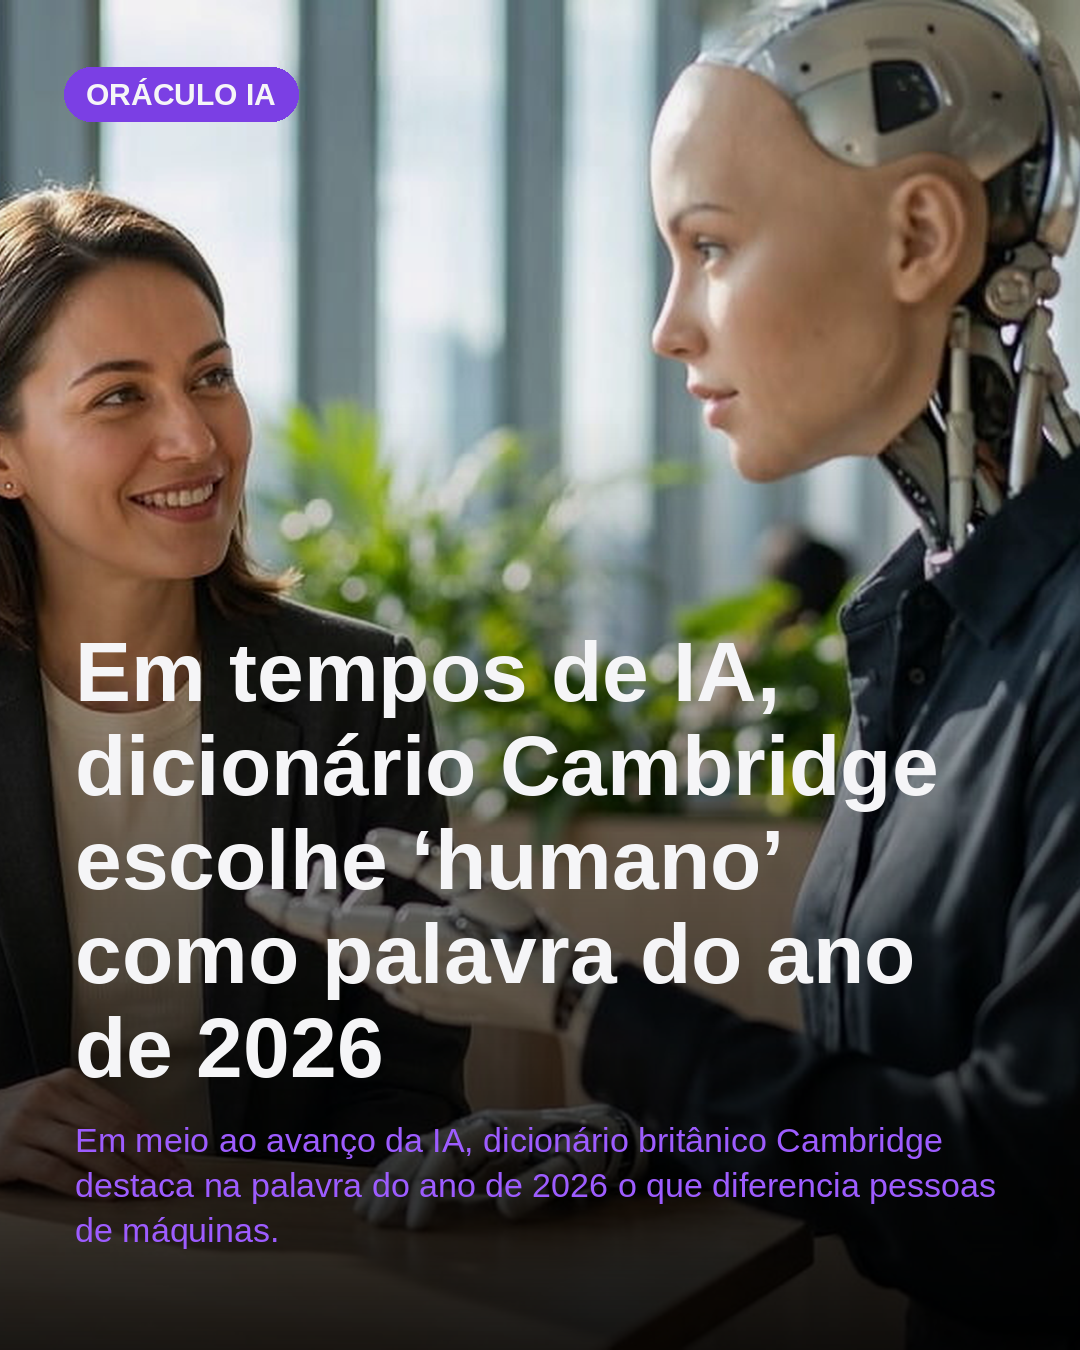 ORÁCULO IA
Em tempos de IA,
dicionário Cambridge
escolhe ‘humano’
como palavra do ano
de 2026
Em meio ao avanço da IA, dicionário britânico Cambridge
destaca na palavra do ano de 2026 o que diferencia pessoas
de máquinas.